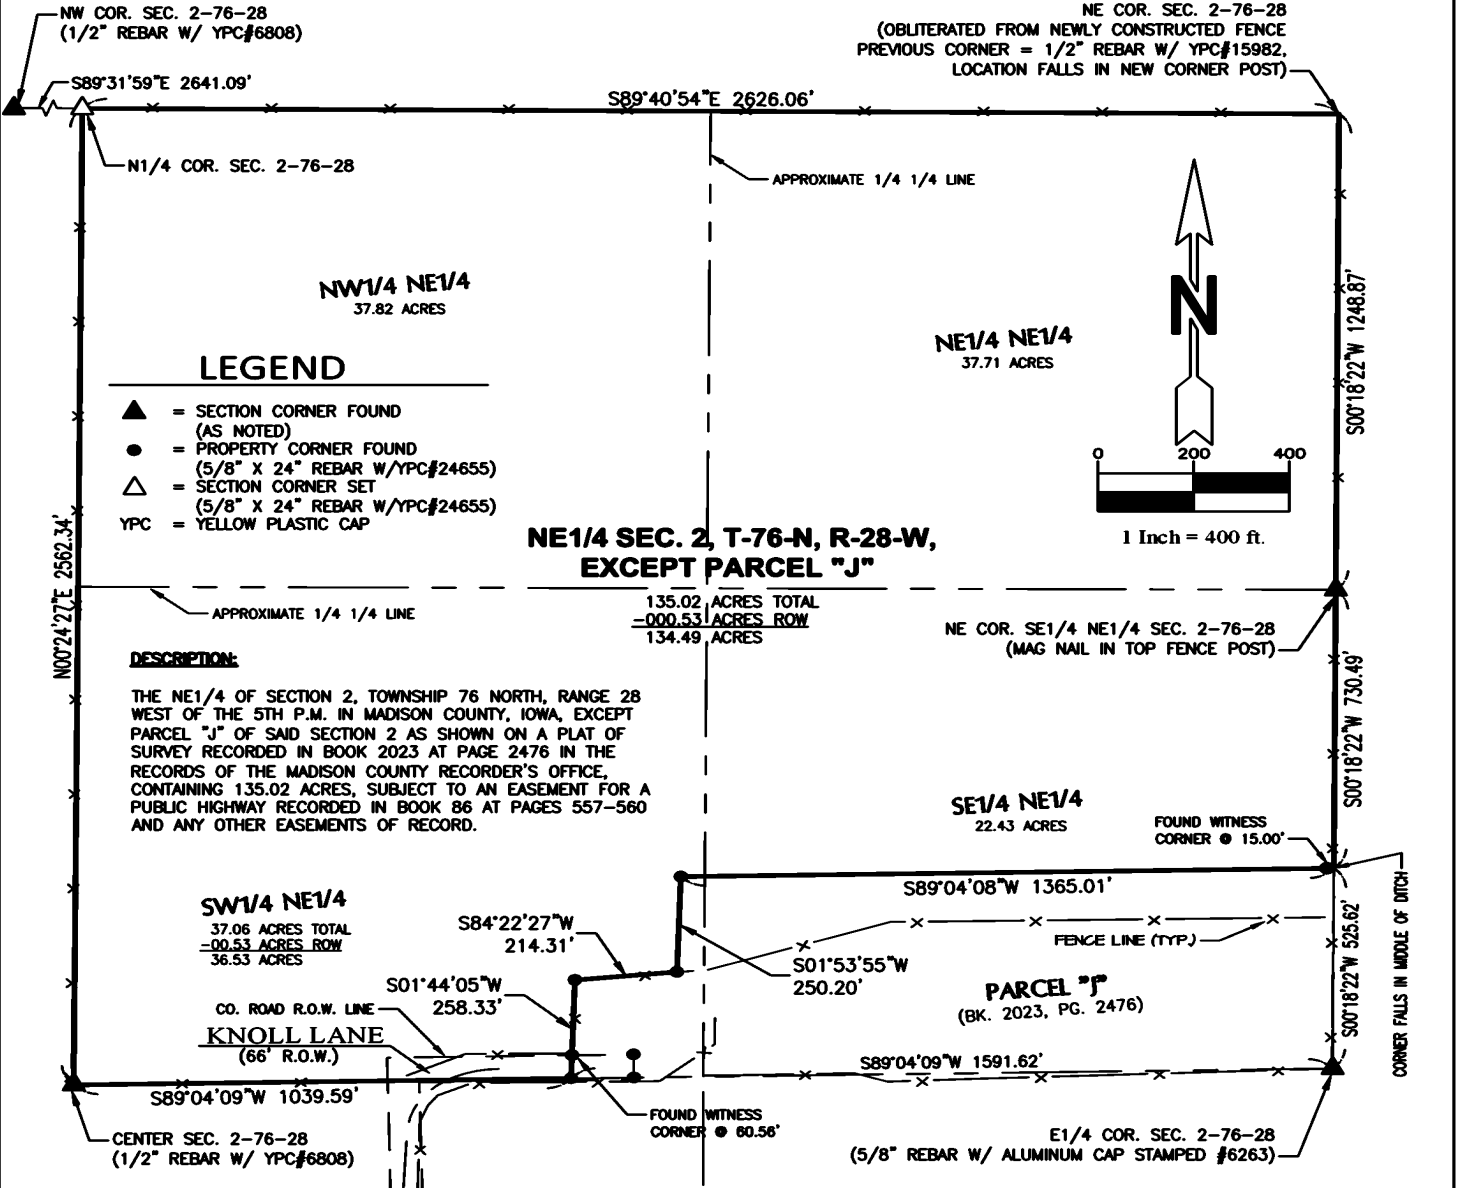 NW COR. SEC. 2-76-28
(1/2" REBAR W/ YPC#6808)
NE COR. SEC. 2-76-28
(OBLITERATED FROM NEWLY CONSTRUCTED FENCE
PREVIOUS CORNER = 1/2" REBAR W/ YPC#15982,
LOCATION FALLS IN NEW CORNER POST)
S89°31'59"E 2641.09'
S89°40'54"E 2626.06'
N1/4 COR. SEC. 2-76-28
APPROXIMATE 1/4 1/4 LINE
NW1/4 NE1/4
37.82 ACRES
NE1/4 NE1/4
37.71 ACRES
N
S00°18'22"W 1248.87'
LEGEND
= SECTION CORNER FOUND
(AS NOTED)
= PROPERTY CORNER FOUND
(5/8" X 24" REBAR W/YPC#24655)
= SECTION CORNER SET
(5/8" X 24" REBAR W/YPC#24655)
YPC = YELLOW PLASTIC CAP
0 200 400
1 Inch = 400 ft.
N00°24'27"E 2562.34'
NE1/4 SEC. 2, T-76-N, R-28-W,
EXCEPT PARCEL "J"
135.02 ACRES TOTAL
-000.53 ACRES ROW
134.49 ACRES
APPROXIMATE 1/4 1/4 LINE
NE COR. SE1/4 NE1/4 SEC. 2-76-28
(MAG NAIL IN TOP FENCE POST)
S00°18'22"W 730.49'
DESCRIPTION:
THE NE1/4 OF SECTION 2, TOWNSHIP 76 NORTH, RANGE 28
WEST OF THE 5TH P.M. IN MADISON COUNTY, IOWA, EXCEPT
PARCEL "J" OF SAID SECTION 2 AS SHOWN ON A PLAT OF
SURVEY RECORDED IN BOOK 2023 AT PAGE 2476 IN THE
RECORDS OF THE MADISON COUNTY RECORDER'S OFFICE,
CONTAINING 135.02 ACRES, SUBJECT TO AN EASEMENT FOR A
PUBLIC HIGHWAY RECORDED IN BOOK 86 AT PAGES 557-560
AND ANY OTHER EASEMENTS OF RECORD.
SE1/4 NE1/4
22.43 ACRES
FOUND WITNESS
CORNER @ 15.00'
S89°04'08"W 1365.01'
SW1/4 NE1/4
37.06 ACRES TOTAL
-00.53 ACRES ROW
36.53 ACRES
S84°22'27"W
214.31'
FENCE LINE (TYP.)
S01°53'55"W
250.20'
S01°44'05"W
258.33'
PARCEL "J"
(BK. 2023, PG. 2476)
S00°18'22"W 525.62'
CORNER FALLS IN MIDDLE OF DITCH
CO. ROAD R.O.W. LINE
KNOLL LANE
(66' R.O.W.)
S89°04'09"W 1591.62'
S89°04'09"W 1039.59'
FOUND WITNESS
CORNER @ 60.56'
CENTER SEC. 2-76-28
(1/2" REBAR W/ YPC#6808)
E1/4 COR. SEC. 2-76-28
(5/8" REBAR W/ ALUMINUM CAP STAMPED #6263)